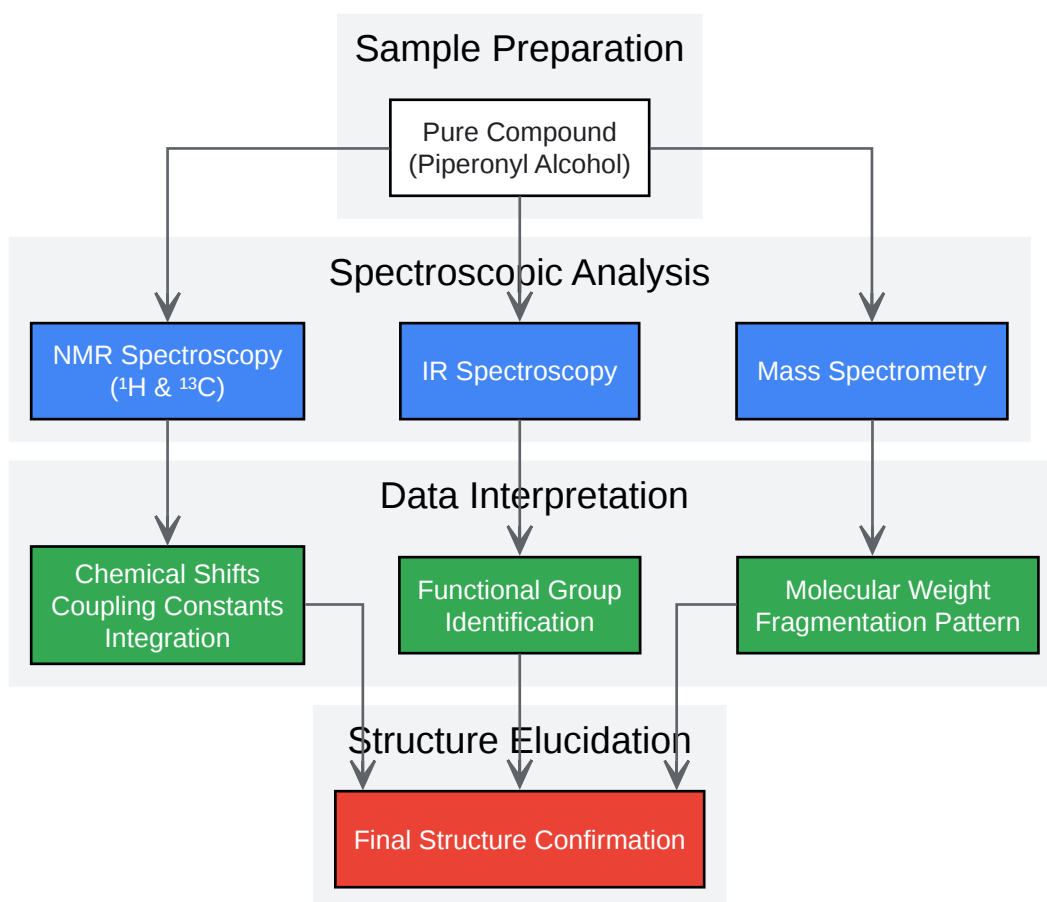 Sample Preparation
Pure Compound
(Piperonyl Alcohol)
Spectroscopic Analysis
NMR Spectroscopy
(¹H & ¹³C)
IR Spectroscopy
Mass Spectrometry
Data Interpretation
Chemical Shifts
Coupling Constants
Integration
Functional Group
Identification
Molecular Weight
Fragmentation Pattern
Structure Elucidation
Final Structure Confirmation